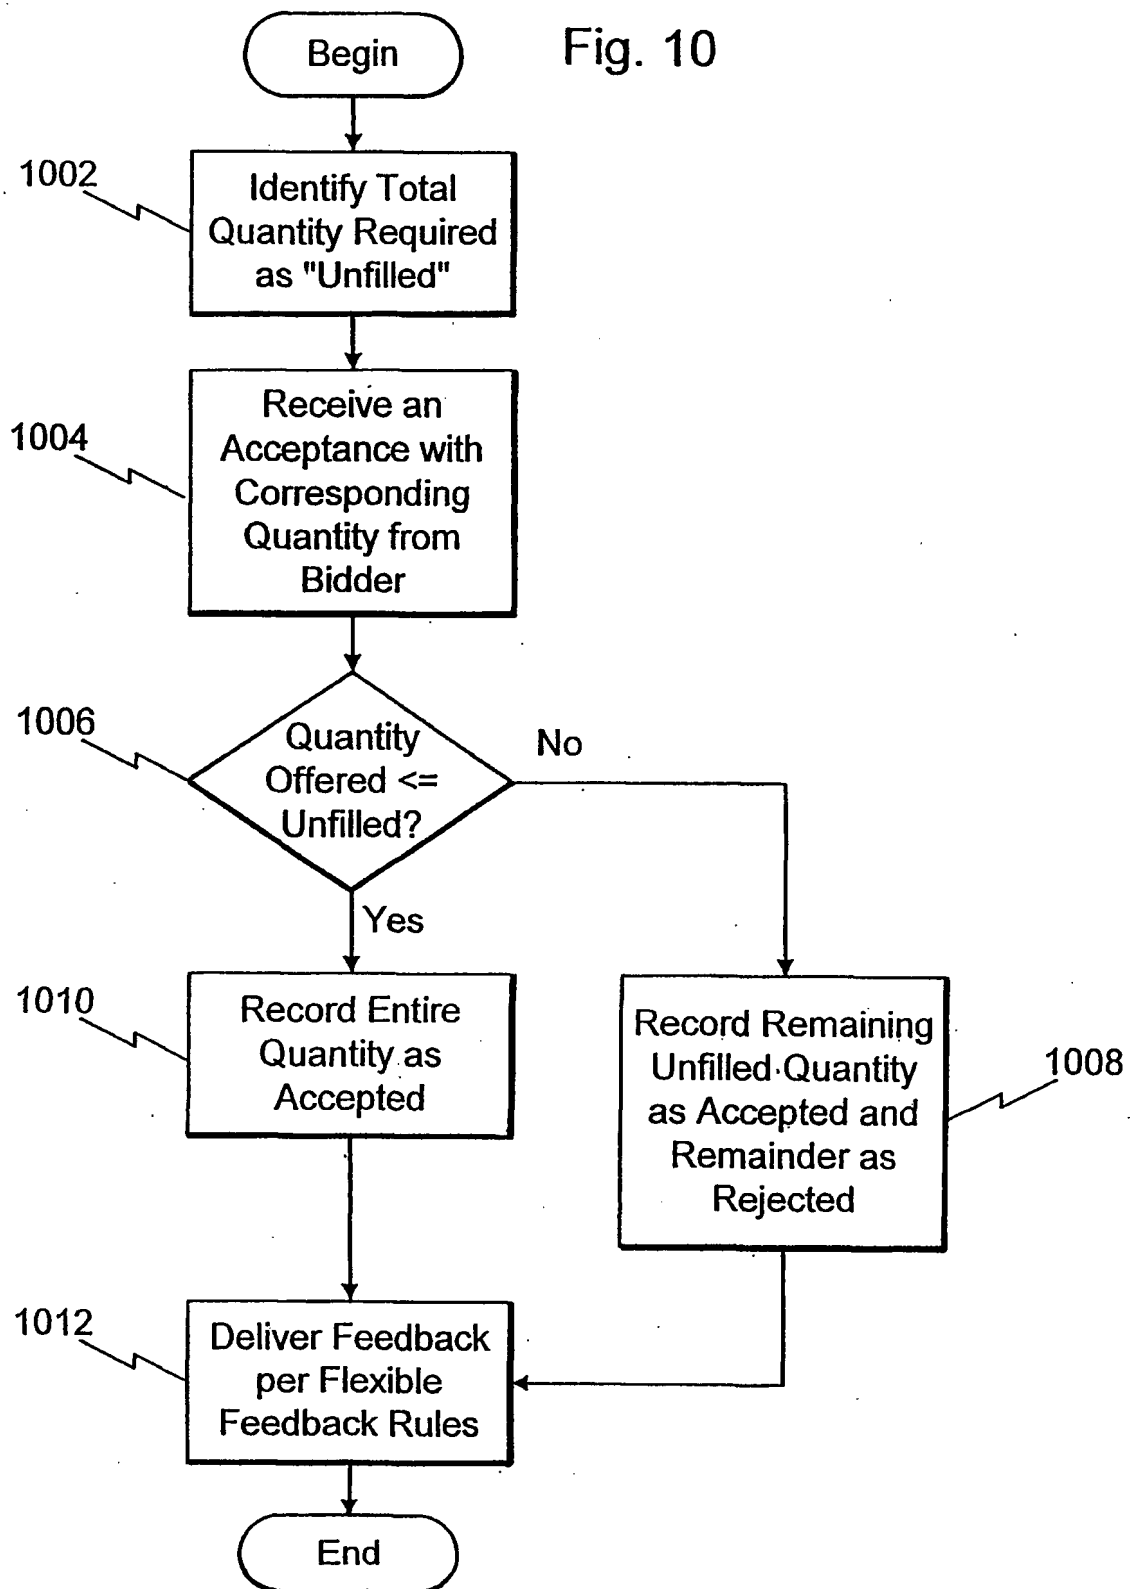 Begin
Fig. 10
1002
Identify Total
Quantity Required
as "Unfilled"
1004
Receive an
Acceptance with
Corresponding
Quantity from
Bidder
1006
Quantity
Offered <=
Unfilled?
No
Yes
1010
Record Entire
Quantity as
Accepted
Record Remaining
Unfilled Quantity
as Accepted and
Remainder as
Rejected
1008
1012
Deliver Feedback
per Flexible
Feedback Rules
End